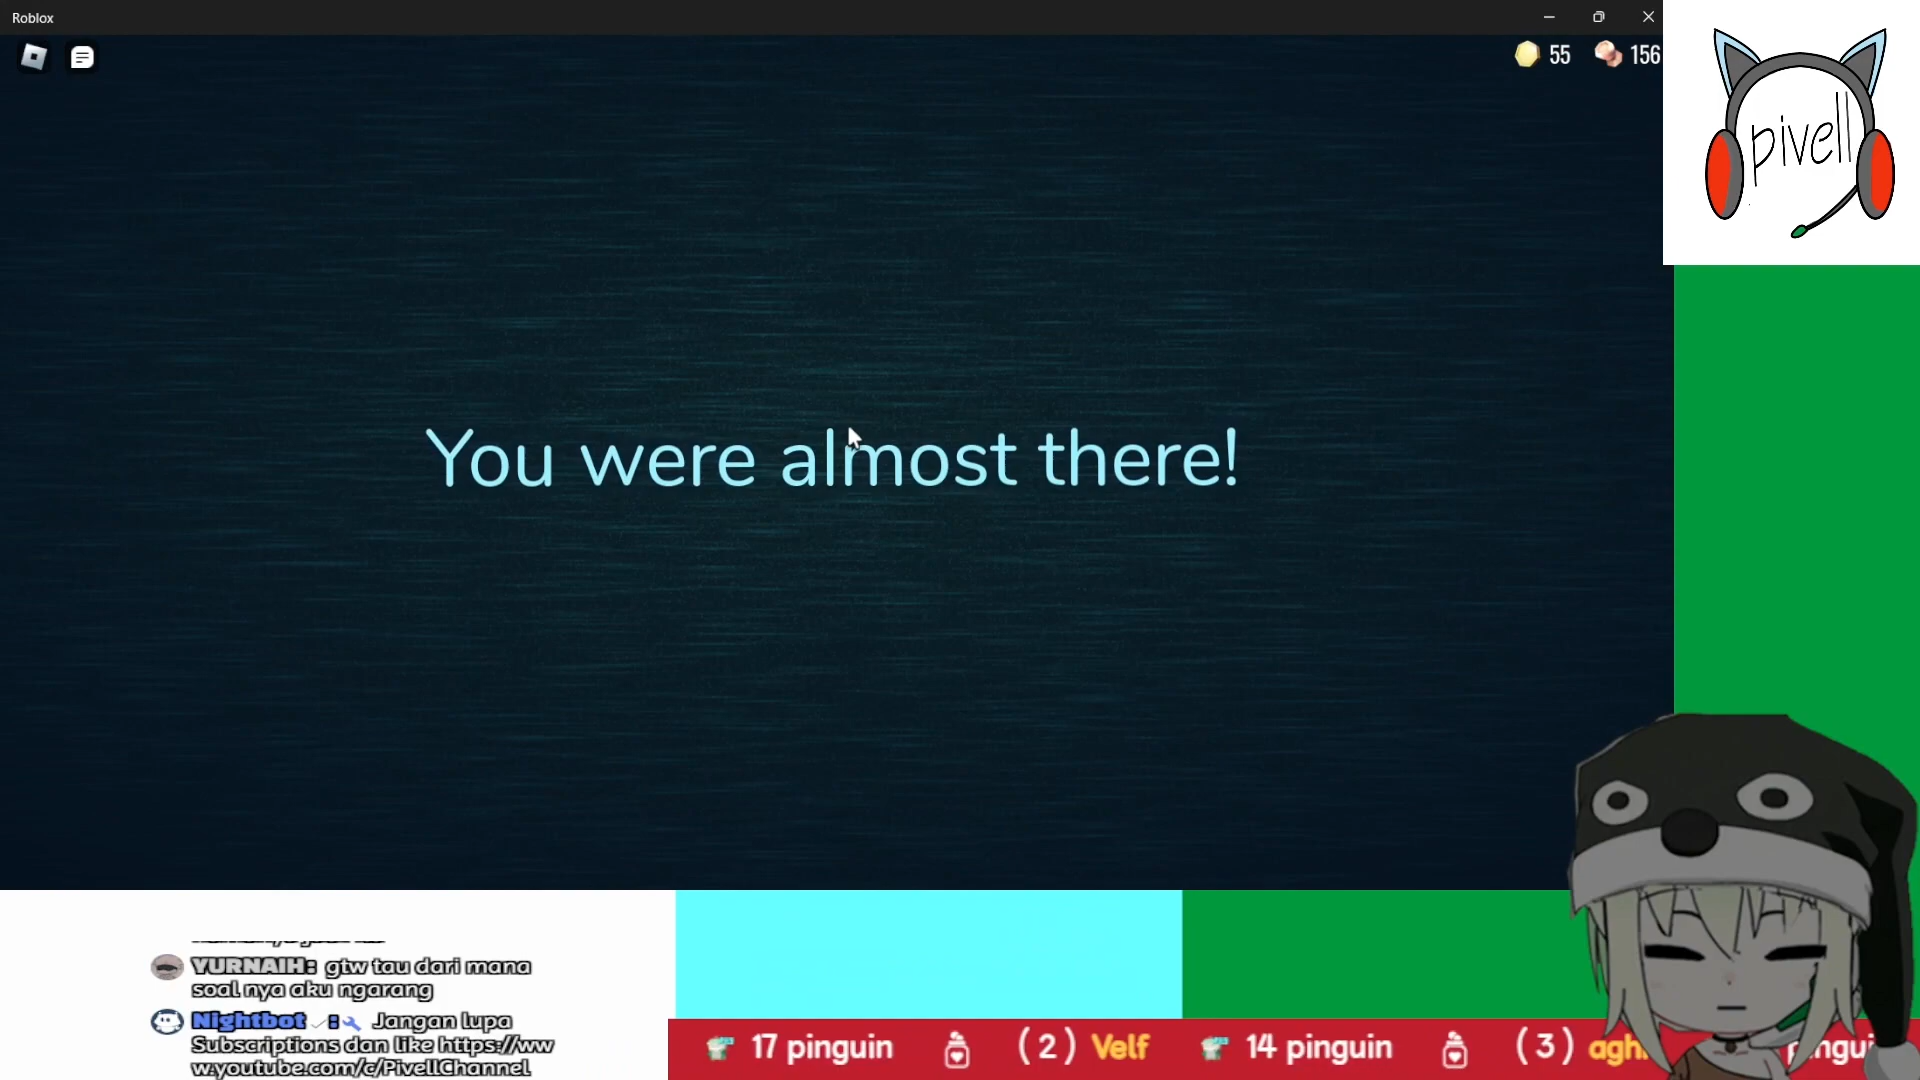 Roblox
55 156
pivell
You were almost there!
YURNAIH: gtw tau dari mana
soal nya aku ngarang
Nightbot : Jangan lupa
Subscriptions dan like https://ww
w.youtube.com/c/PivellChannel
17 pinguin (2) Velf 14 pinguin (3)